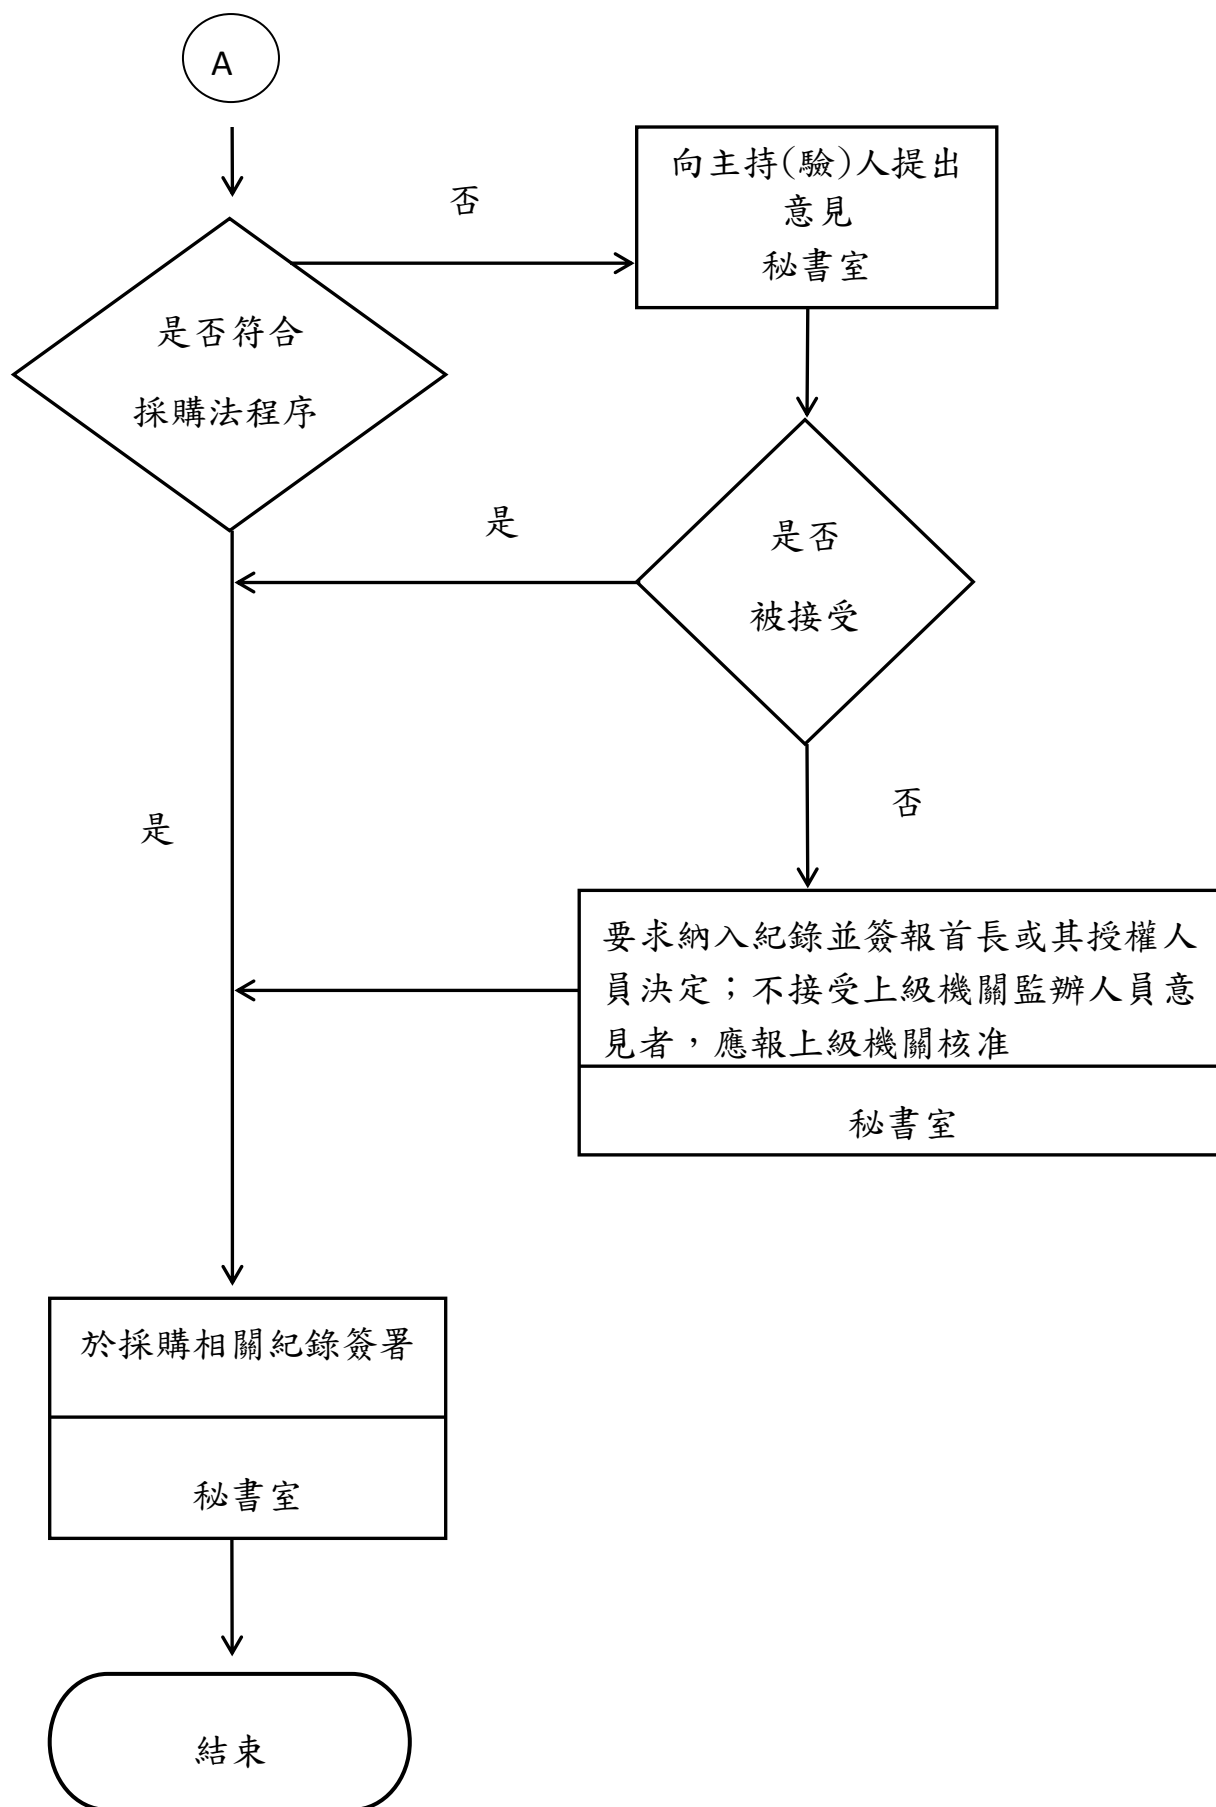 A
否
向主持(驗)人提出
意見
秘書室
是否符合
採購法程序
是
是否
被接受
是
否
要求納入紀錄並簽報首長或其授權人
員決定；不接受上級機關監辦人員意
見者，應報上級機關核准
秘書室
於採購相關紀錄簽署
秘書室
結束